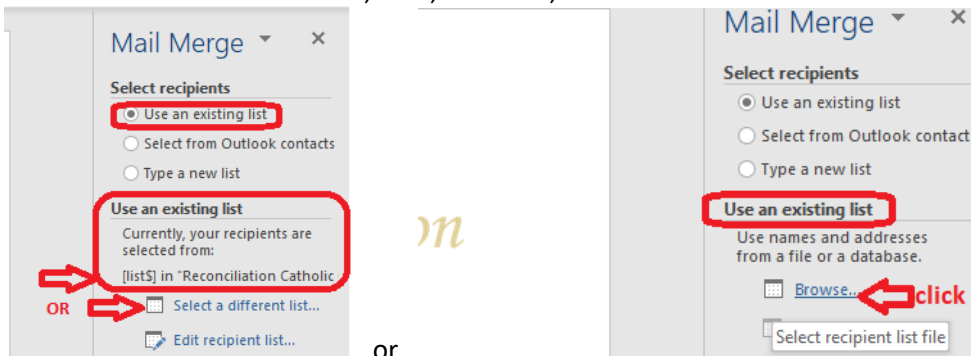 Mail Merge
Select recipients
Use an existing list
Select from Outlook contacts
Type a new list
Use an existing list
Currently, your recipients are
selected from:
[list$] in "Reconciliation Catholic
OR
Select a different list...
Edit recipient list...
or
on
Mail Merge
Select recipients
Use an existing list
Select from Outlook contact
Type a new list
Use an existing list
Use names and addresses
from a file or a database.
Browse...
click
Select recipient list file